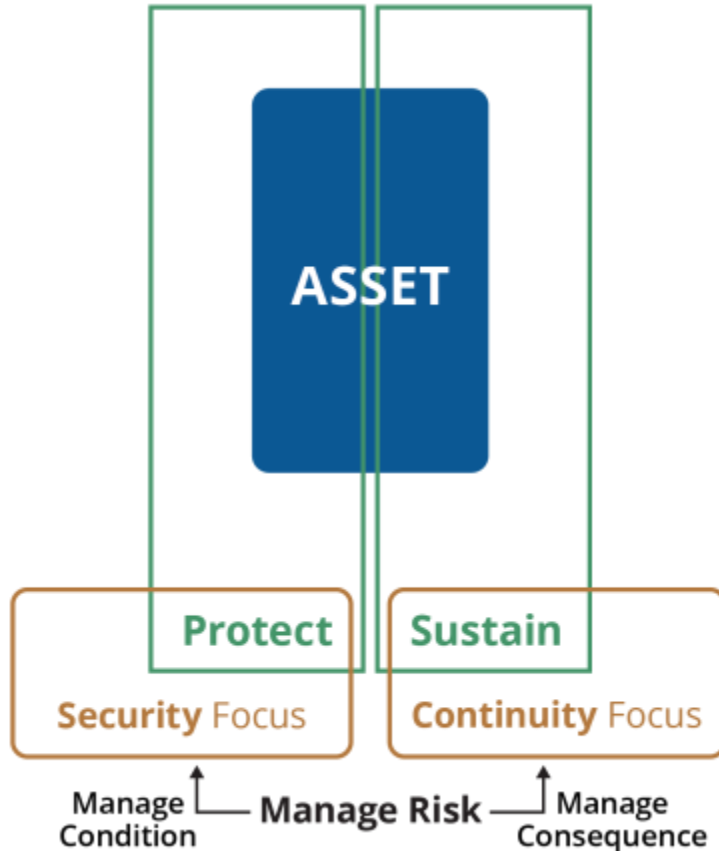 ASSET
Protect
Sustain
Security Focus
Continuity Focus
Manage
Condition
Manage Risk
Manage
Consequence